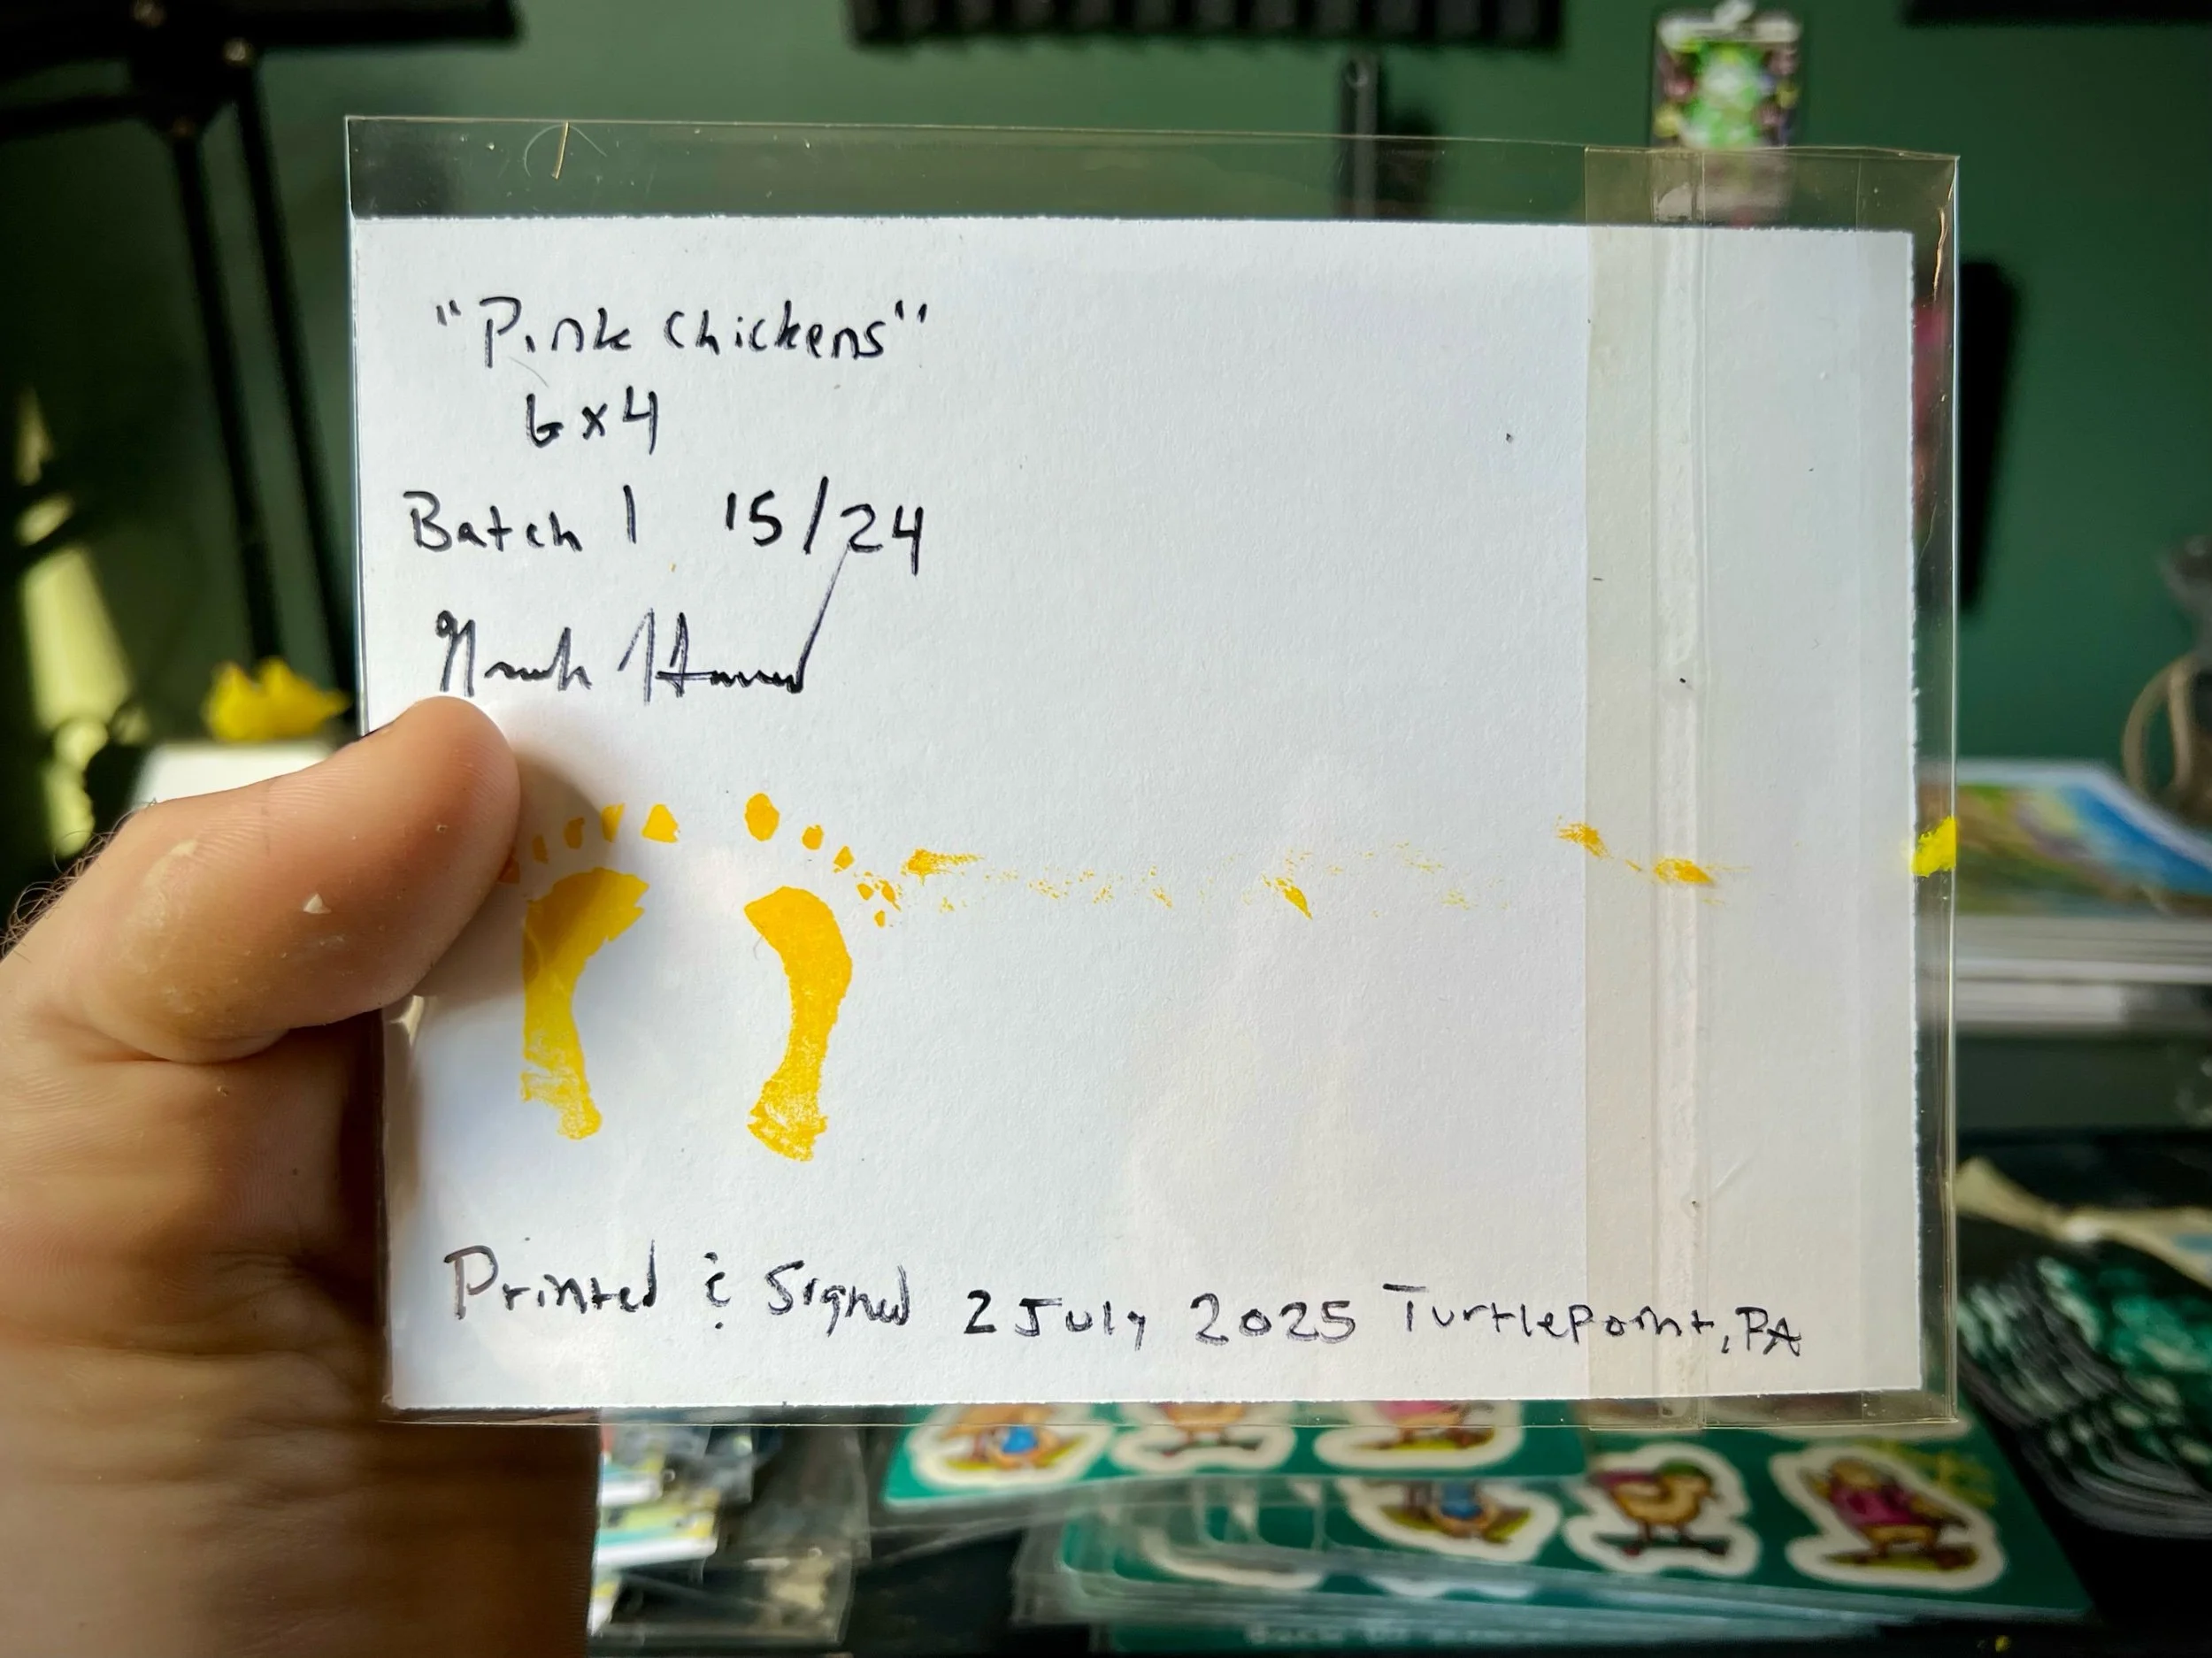 "Pink Chickens"
6x4
Batch 1 15/24
Printed & Signed 2 July 2025 Turtlepoint, PA